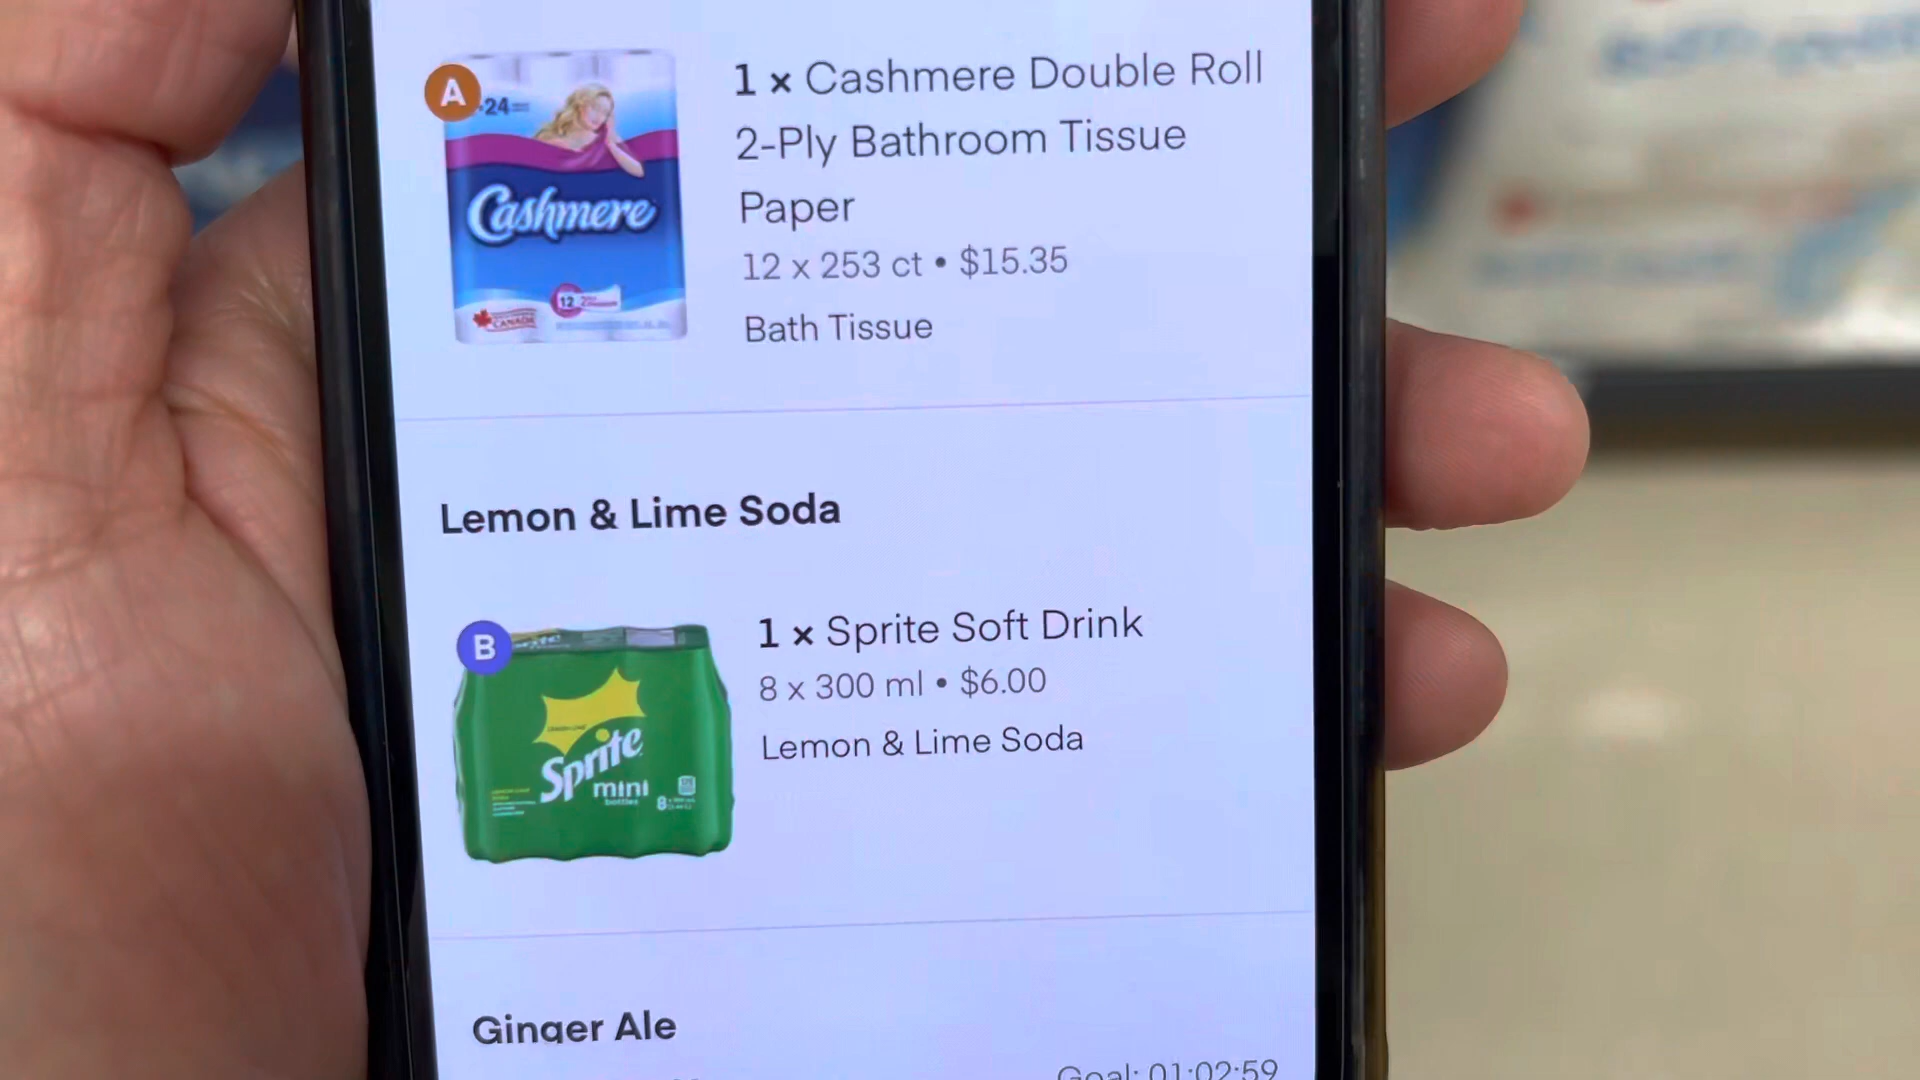 A
24
Cashmere
12
CANADA
1 × Cashmere Double Roll
2-Ply Bathroom Tissue
Paper
12 x 253 ct • $15.35
Bath Tissue
Lemon & Lime Soda
B
Sprite
mini
bottles
8
1 × Sprite Soft Drink
8 x 300 ml • $6.00
Lemon & Lime Soda
Ginger Ale
Goal: 01:02:59